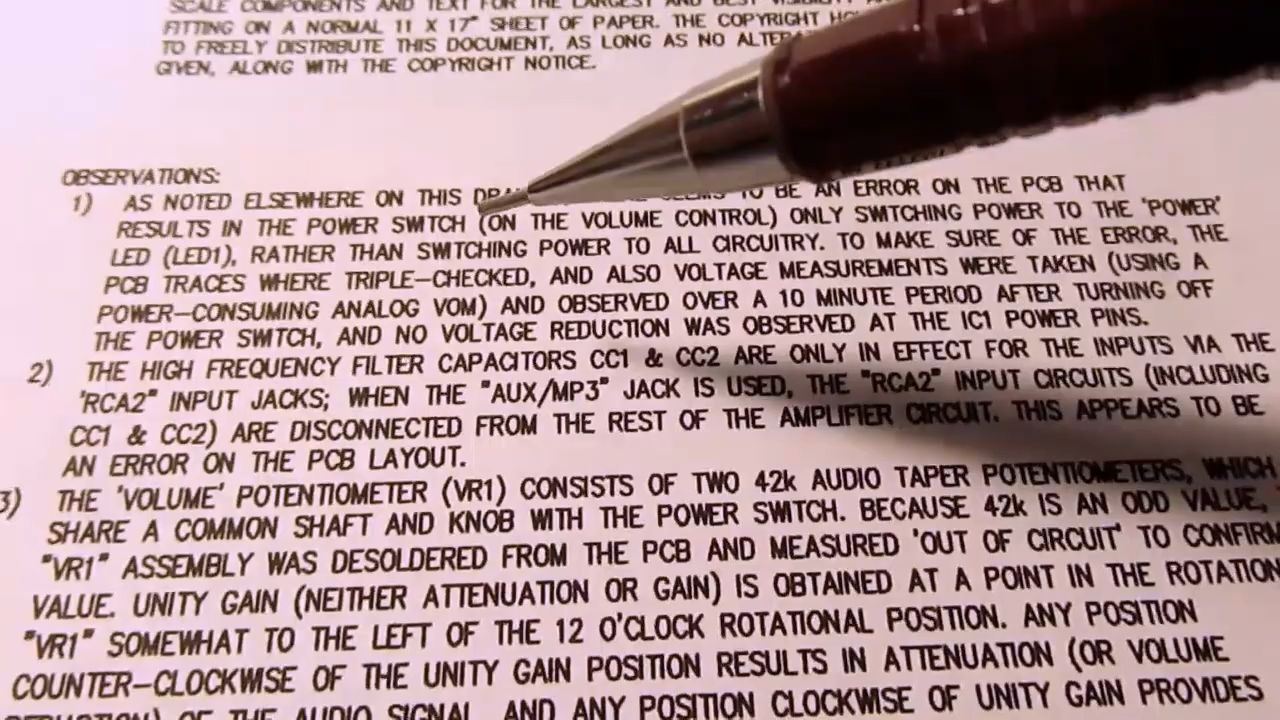 SCALE COMPONENTS AND TEXT FOR THE LARGEST AND BEST VISIBILITY
FITTING ON A NORMAL 11 X 17" SHEET OF PAPER. THE COPYRIGHT
TO FREELY DISTRIBUTE THIS DOCUMENT, AS LONG AS NO
GIVEN, ALONG WITH THE COPYRIGHT NOTICE.
OBSERVATIONS:
1) AS NOTED ELSEWHERE ON THIS TO BE AN ERROR ON THE PCB THAT
RESULTS IN THE POWER SWITCH (ON THE VOLUME CONTROL) ONLY SWITCHING POWER TO THE 'POWER'
LED (LED1), RATHER THAN SWITCHING POWER TO ALL CIRCUITRY. TO MAKE SURE OF THE ERROR, THE
PCB TRACES WHERE TRIPLE-CHECKED, AND ALSO VOLTAGE MEASUREMENTS WERE TAKEN (USING A
POWER-CONSUMING ANALOG VOM) AND OBSERVED OVER A 10 MINUTE PERIOD AFTER TURNING OFF
THE POWER SWTCH, AND NO VOLTAGE REDUCTION WAS OBSERVED AT THE IC1 POWER PINS.
2) THE HIGH FREQUENCY FILTER CAPACITORS CC1 & CC2 ARE ONLY IN EFFECT FOR THE INPUTS VIA THE
'RCA2" INPUT JACKS; WHEN THE "AUX/MP3" JACK IS USED, THE "RCA2" INPUT CIRCUITS (INCLUDING
CC1 & CC2) ARE DISCONNECTED FROM THE REST OF THE AMPLIFIER CIRCUIT. THIS APPEARS TO BE
AN ERROR ON THE PCB LAYOUT.
3) THE 'VOLUME' POTENTIOMETER (VR1) CONSISTS OF TWO 42k AUDIO TAPER POTENTIOMETERS, WHICH
SHARE A COMMON SHAFT AND KNOB WITH THE POWER SWITCH. BECAUSE 42k IS AN ODD VALUE,
"VR1" ASSEMBLY WAS DESOLDERED FROM THE PCB AND MEASURED 'OUT OF CIRCUIT' TO CONFIRM
VALUE. UNITY GAIN (NEITHER ATTENUATION OR GAIN) IS OBTAINED AT A POINT IN THE ROTATION
"VR1" SOMEWHAT TO THE LEFT OF THE 12 O'CLOCK ROTATIONAL POSITION. ANY POSITION
COUNTER-CLOCKWISE OF THE UNITY GAIN POSITION RESULTS IN ATTENUATION (OR VOLUME
REDUCTION) OF THE AUDIO SIGNAL, AND ANY POSITION CLOCKWISE OF UNITY GAIN PROVIDES